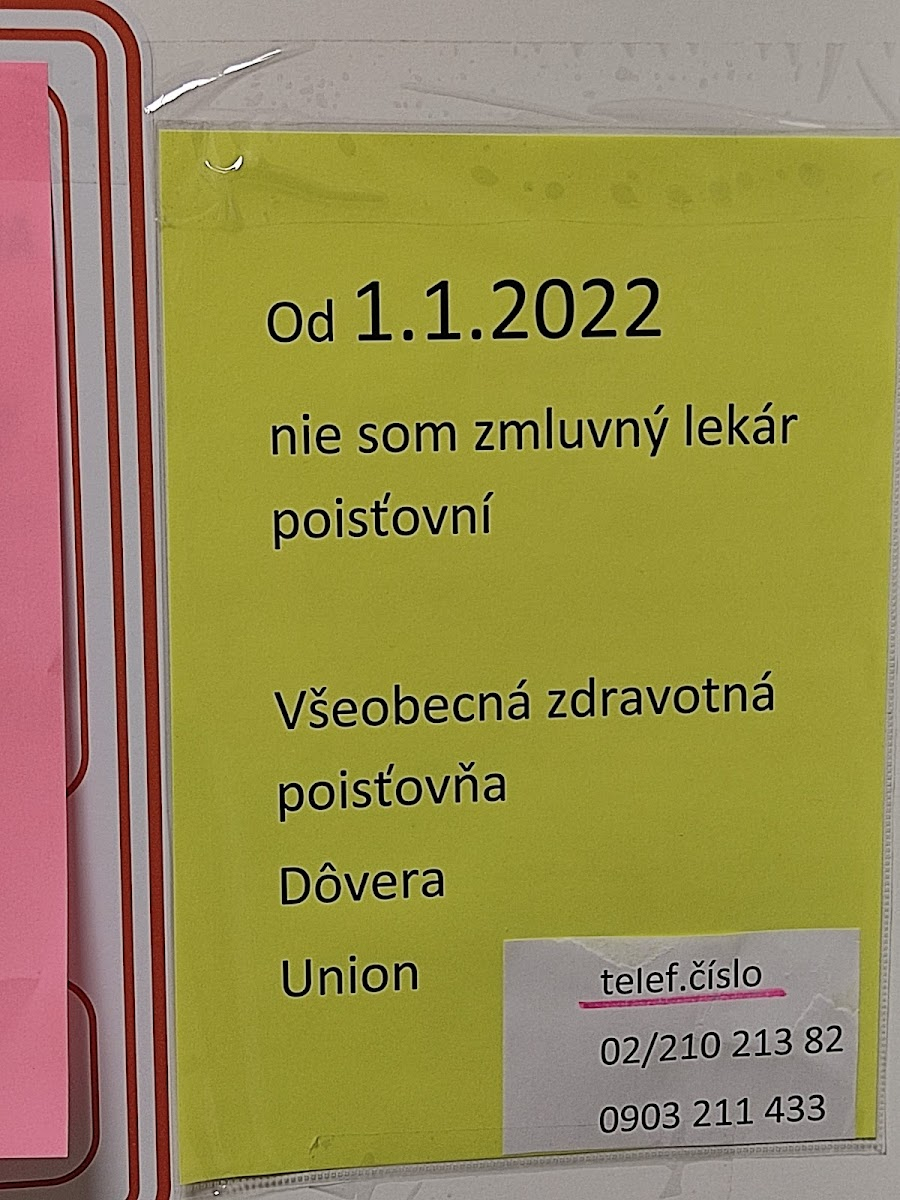 Od 1.1.2022
nie som zmluvný lekár
poisťovní
Všeobecná zdravotná
poisťovňa
Dôvera
Union
telef.číslo
02/210 213 82
0903 211 433